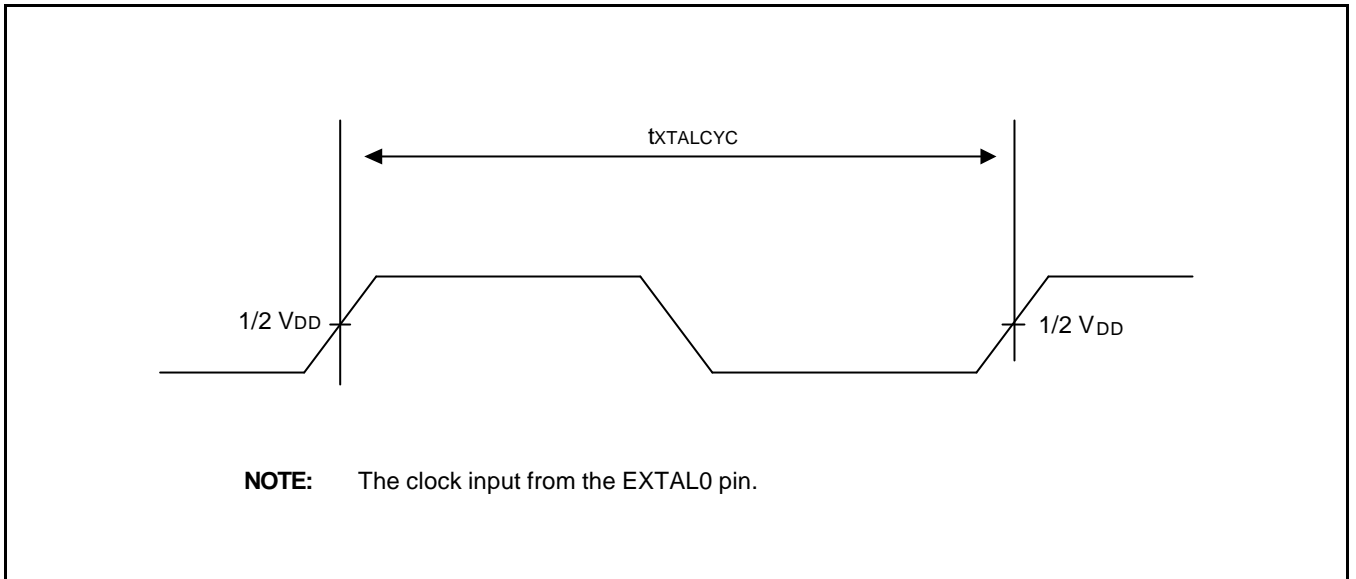 tXTALCYC
1/2 VDD
1/2 VDD
NOTE: The clock input from the EXTAL0 pin.